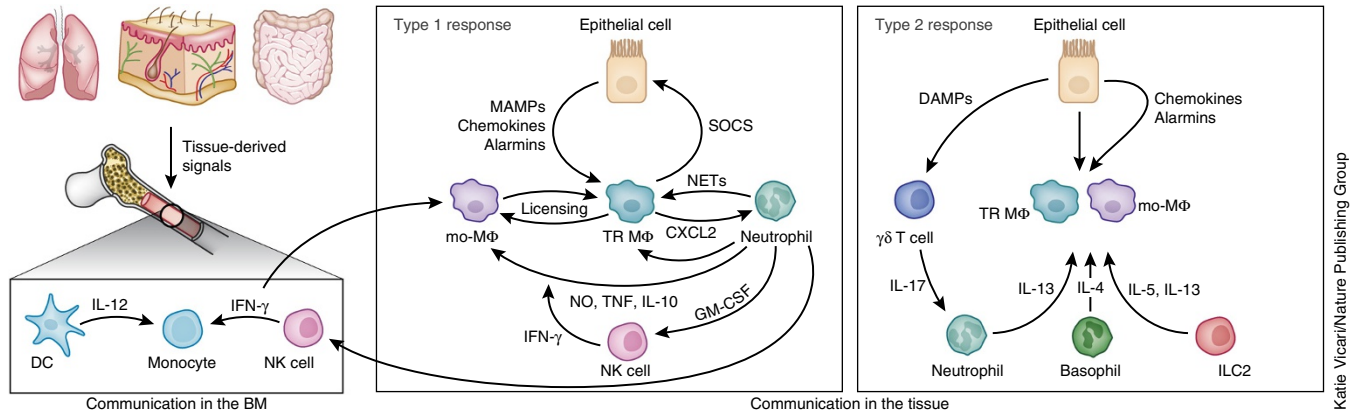 Tissue-derived
signals
IL-12
IFN-γ
DC
Monocyte
NK cell
Communication in the BM
Type 1 response
Epithelial cell
MAMPs
Chemokines
Alarmins
SOCS
NETs
Licensing
CXCL2
mo-MΦ
TR MΦ
Neutrophil
NO, TNF, IL-10
GM-CSF
IFN-γ
NK cell
Type 2 response
Epithelial cell
DAMPs
Chemokines
Alarmins
TR MΦ
mo-MΦ
γδ T cell
IL-17
IL-13
IL-4
IL-5, IL-13
Neutrophil
Basophil
ILC2
Communication in the tissue
Katie Vicari/Nature Publishing Group